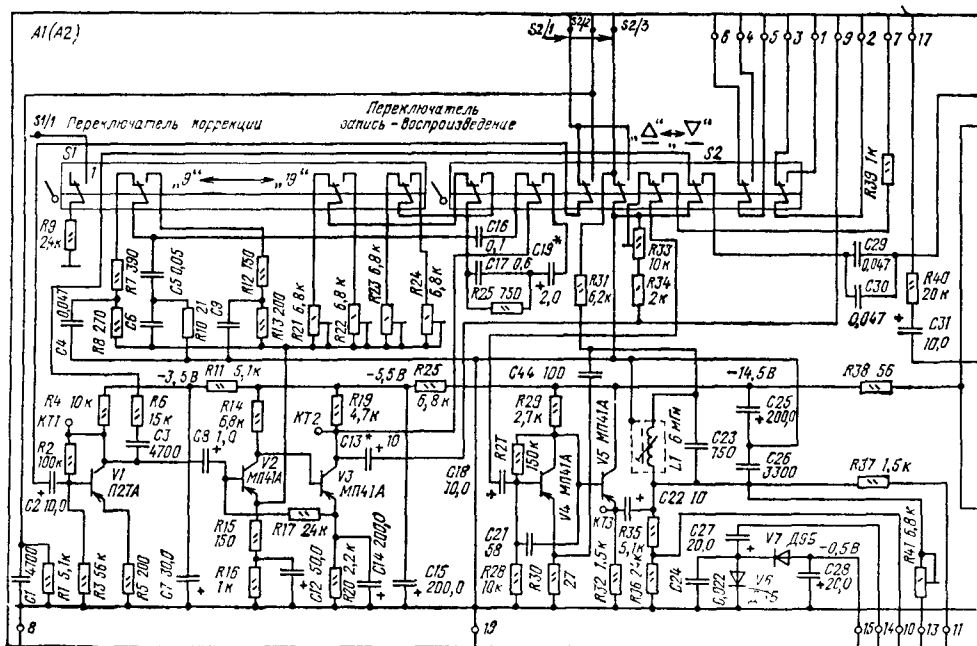 A1(A2)
S2/1
S2/2
S2/3
6 4 5 3 1 9 2 7 17
S1/1
Переключатель коррекции
Переключатель
запись-воспроизведение
„△“ ↔ „▽“
S1
1
„9“ ↔ „19“
S2
R39 1к
R9
2,4к
R7 390
C5 0,05
R12 150
C16
0,1
C17 0,6
C19*
2,0
R25 750
R31
6,2к
R33
10к
R34
2к
C29
0,047
C30
0,047
R40
20к
C31
10,0
0,047
C4
R8 270
C6
R10 21
C9
R13 200
R21 6,8к
R22 6,8к
R23 6,8к
R24
6,8к
-3,5В
R11 5,1к
-5,5В
R25
6,8к
C44 100
-14,5В
R38 56
R4 10к
КТ1
R6
15к
R14
6,8к
КТ2
R19
4,7к
R29
2,7к
V5 МП41А
C25
200,0
R2
100к
C3
4700
C8
1,0
C13* 10
C18
10,0
R27
150к
6 мГн
L1
C23
750
C26
3300
R37 1,5к
C2 10,0
V1
П27А
V2
МП41А
V3
МП41А
V4
МП41А
R17 24к
R15
150
C21
58
КТ3
C22 10
R35
5,1к
C27
20,0
V7 Д9Б
-0,5В
R41 6,8к
C1 4700
R1 5,1к
R3 56к
R5 200
C7 30,0
R16
1к
C12 50,0
R20 2,2к
C14 200,0
C15
200,0
R28
10к
R30
27
R32 1,5к
R36
C24
0,022
V6
C28
20,0
8
19
15 14 10 13 11